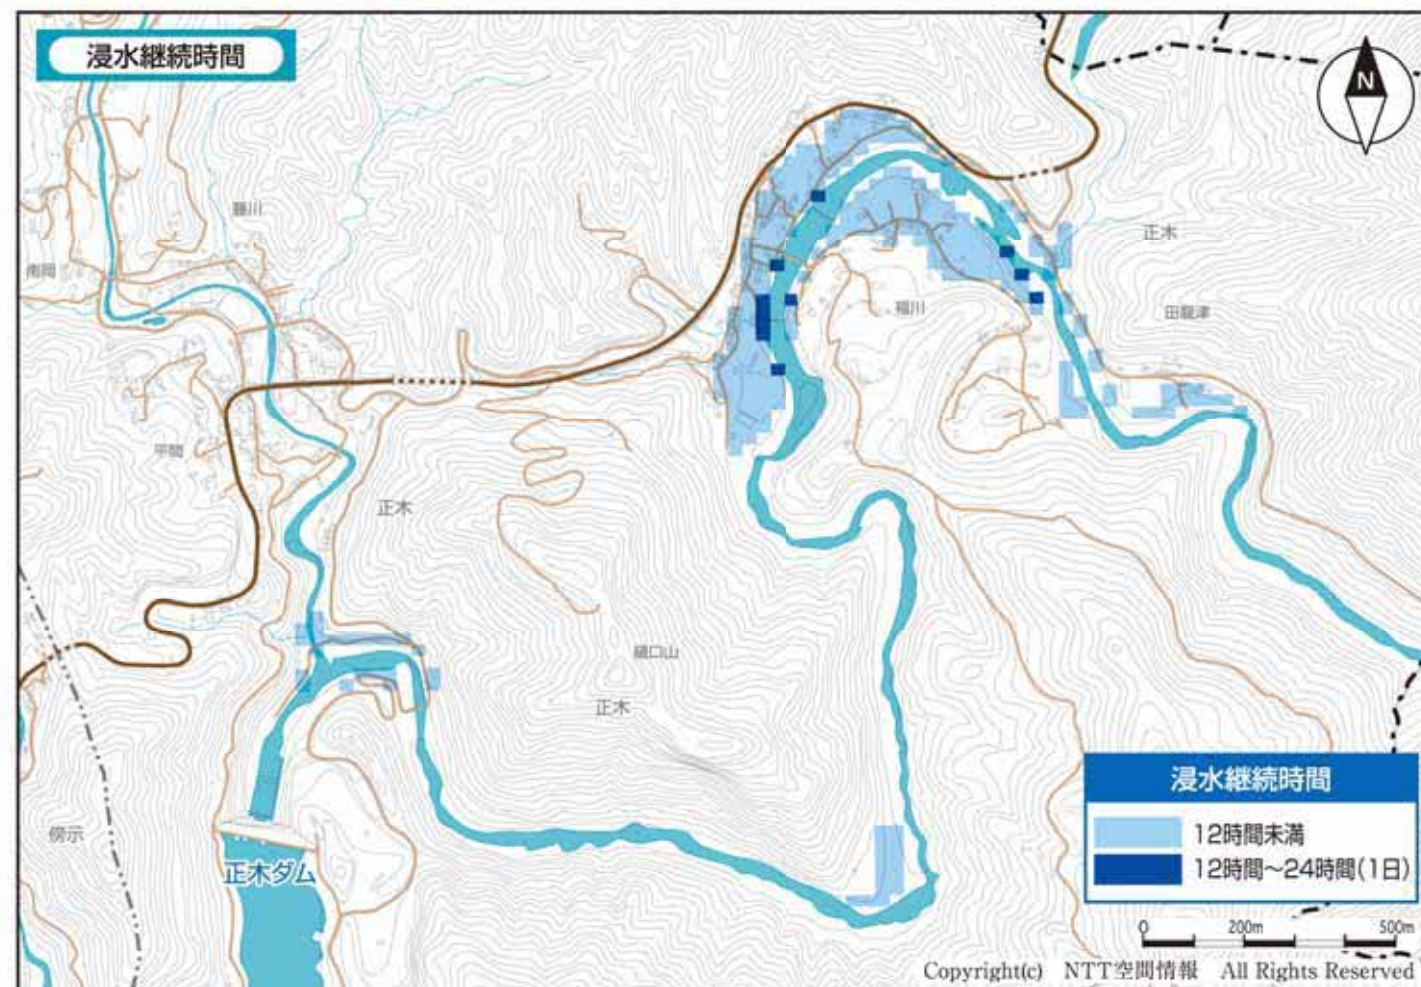 浸水継続時間
N
藤川
南岡
正木
田龍津
福川
平間
正木
樋口山
正木
傍示
正木ダム
浸水継続時間
12時間未満
12時間～24時間(1日)
0 200m 500m
Copyright(c) NTT空間情報 All Rights Reserved